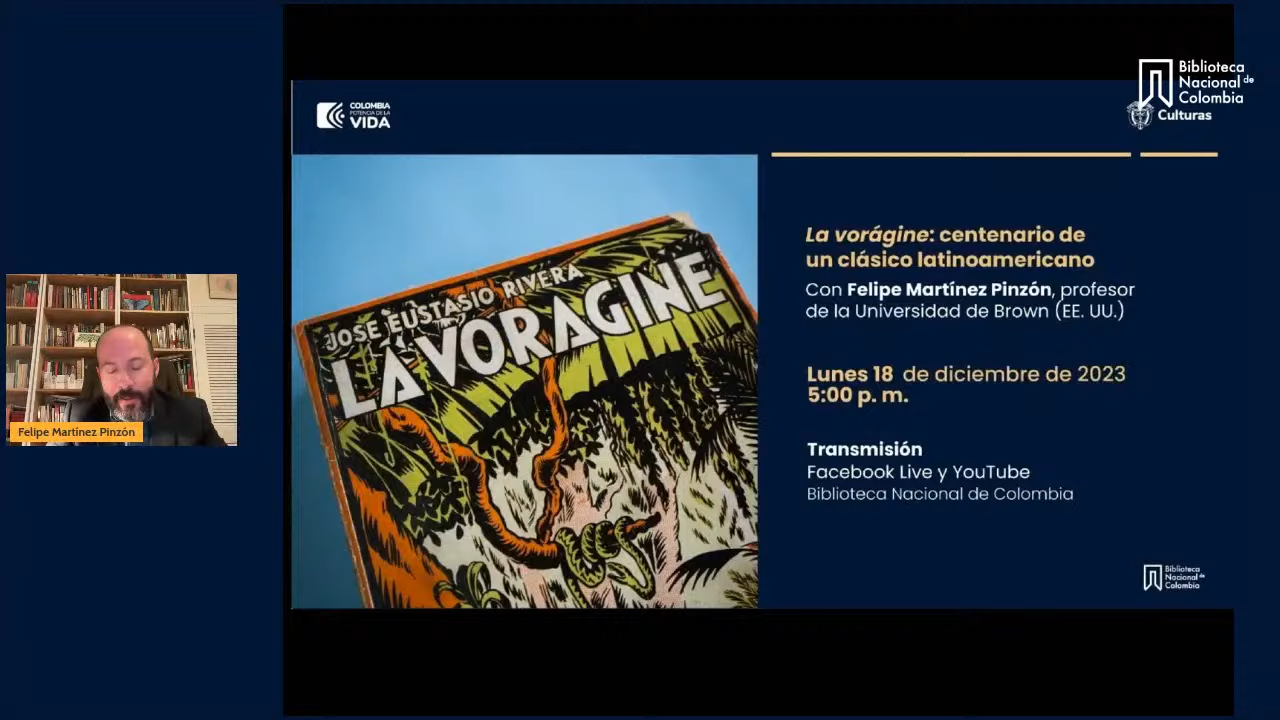 Biblioteca
Nacional de
Colombia
Culturas
COLOMBIA
POTENCIA DE LA
VIDA
JOSE EUSTASIO RIVERA
LA VORAGINE
La vorágine: centenario de
un clásico latinoamericano
Con Felipe Martínez Pinzón, profesor
de la Universidad de Brown (EE. UU.)
Lunes 18 de diciembre de 2023
5:00 p. m.
Transmisión
Facebook Live y YouTube
Biblioteca Nacional de Colombia
Felipe Martínez Pinzón
Biblioteca
Nacional de
Colombia